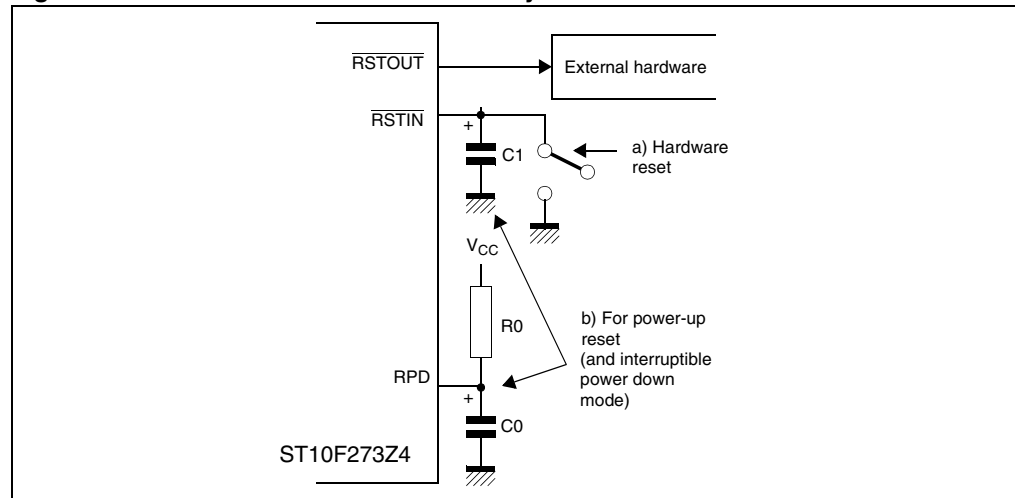 RSTOUT
External hardware
RSTIN
+
C1
a) Hardware
reset
VCC
R0
b) For power-up
reset
(and interruptible
power down
mode)
RPD
+
C0
ST10F273Z4